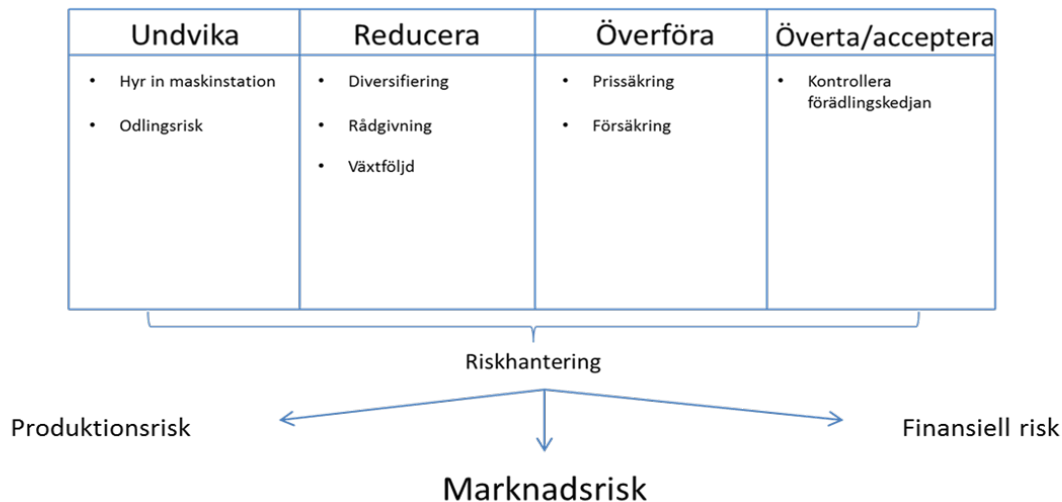 Undvika
Reducera
Överföra
Överta/acceptera
• Hyr in maskinstation
• Odlingsrisk
• Diversifiering
• Rådgivning
• Växtföljd
• Prissäkring
• Försäkring
• Kontrollera
förädlingskedjan
Riskhantering
Produktionsrisk
Finansiell risk
Marknadsrisk